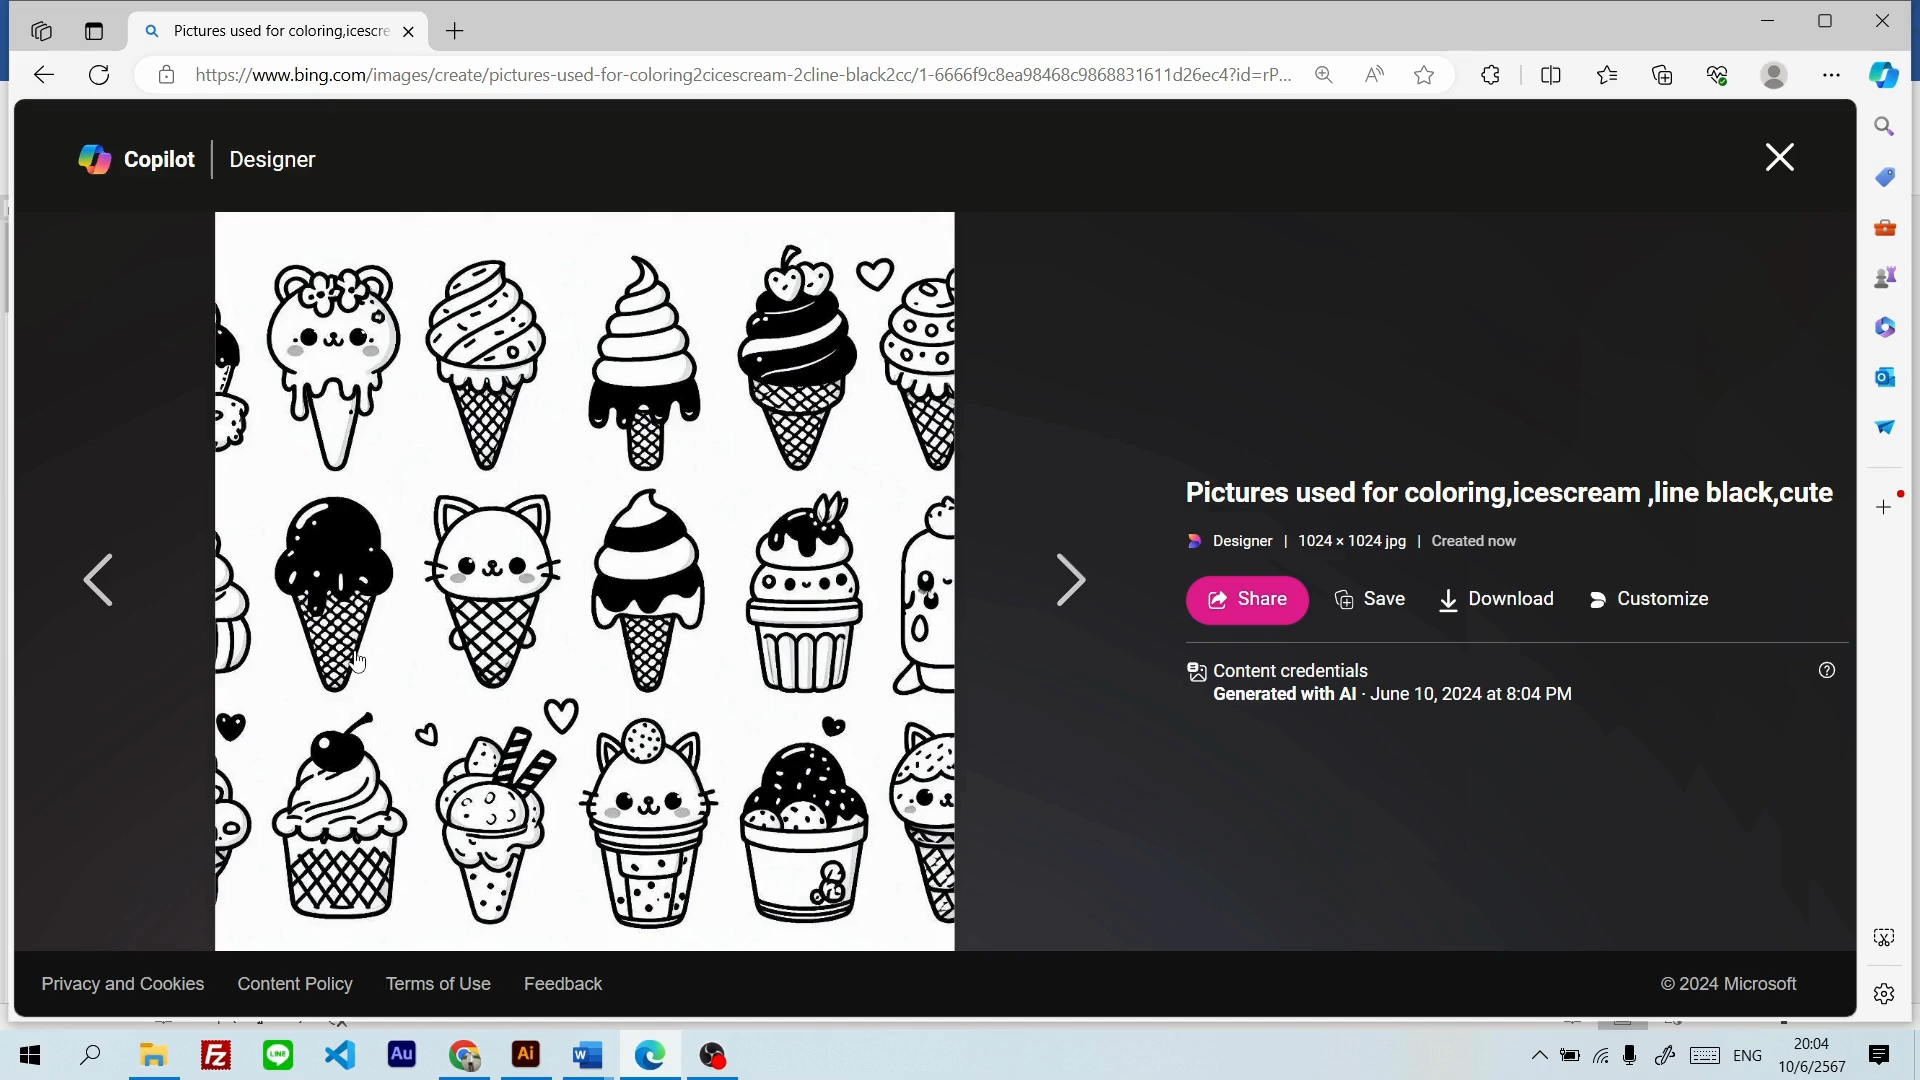 Pictures used for coloring,icescre
https://www.bing.com/images/create/pictures-used-for-coloring2cicescream-2cline-black2cc/1-6666f9c8ea98468c9868831611d26ec4?id=rP...
Copilot | Designer
Pictures used for coloring,icescream ,line black,cute
Designer | 1024 × 1024 jpg | Created now
Share Save Download Customize
Content credentials
Generated with AI · June 10, 2024 at 8:04 PM
Privacy and Cookies Content Policy Terms of Use Feedback © 2024 Microsoft
LINE Au Ai W ENG
20:04
10/6/2567